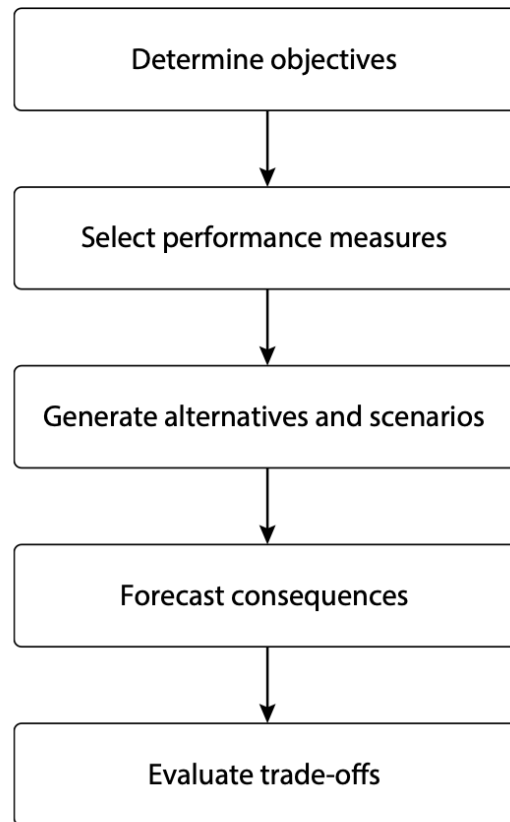 Determine objectives
Select performance measures
Generate alternatives and scenarios
Forecast consequences
Evaluate trade-offs